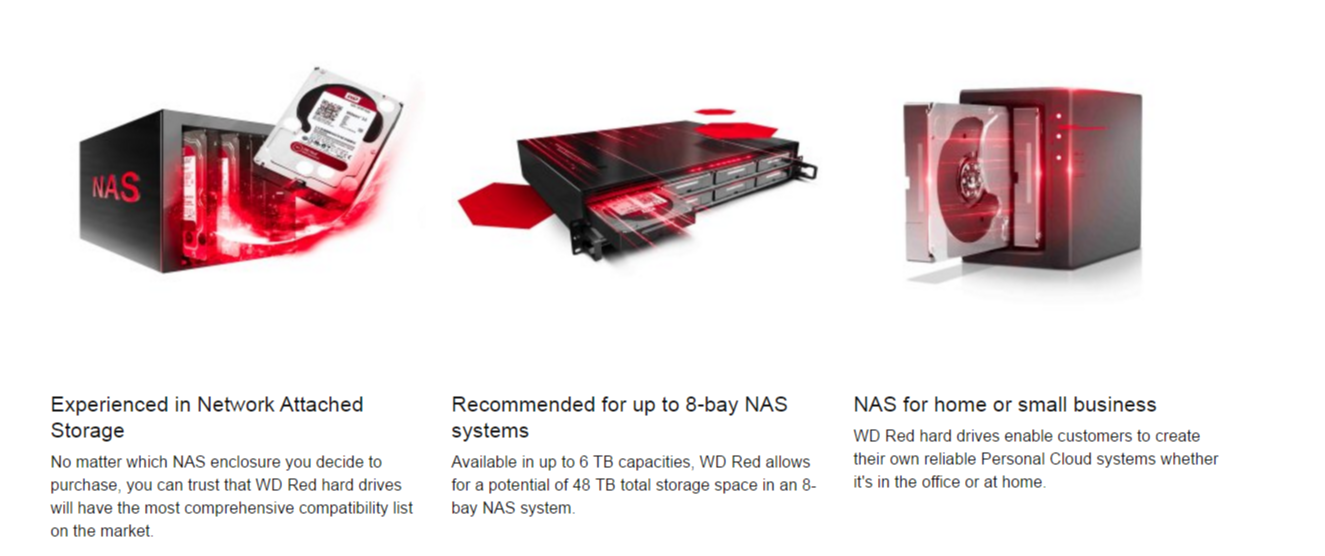 NAS
Experienced in Network Attached
Storage
No matter which NAS enclosure you decide to
purchase, you can trust that WD Red hard drives
will have the most comprehensive compatibility list
on the market.
Recommended for up to 8-bay NAS
systems
Available in up to 6 TB capacities, WD Red allows
for a potential of 48 TB total storage space in an 8-
bay NAS system.
NAS for home or small business
WD Red hard drives enable customers to create
their own reliable Personal Cloud systems whether
it's in the office or at home.